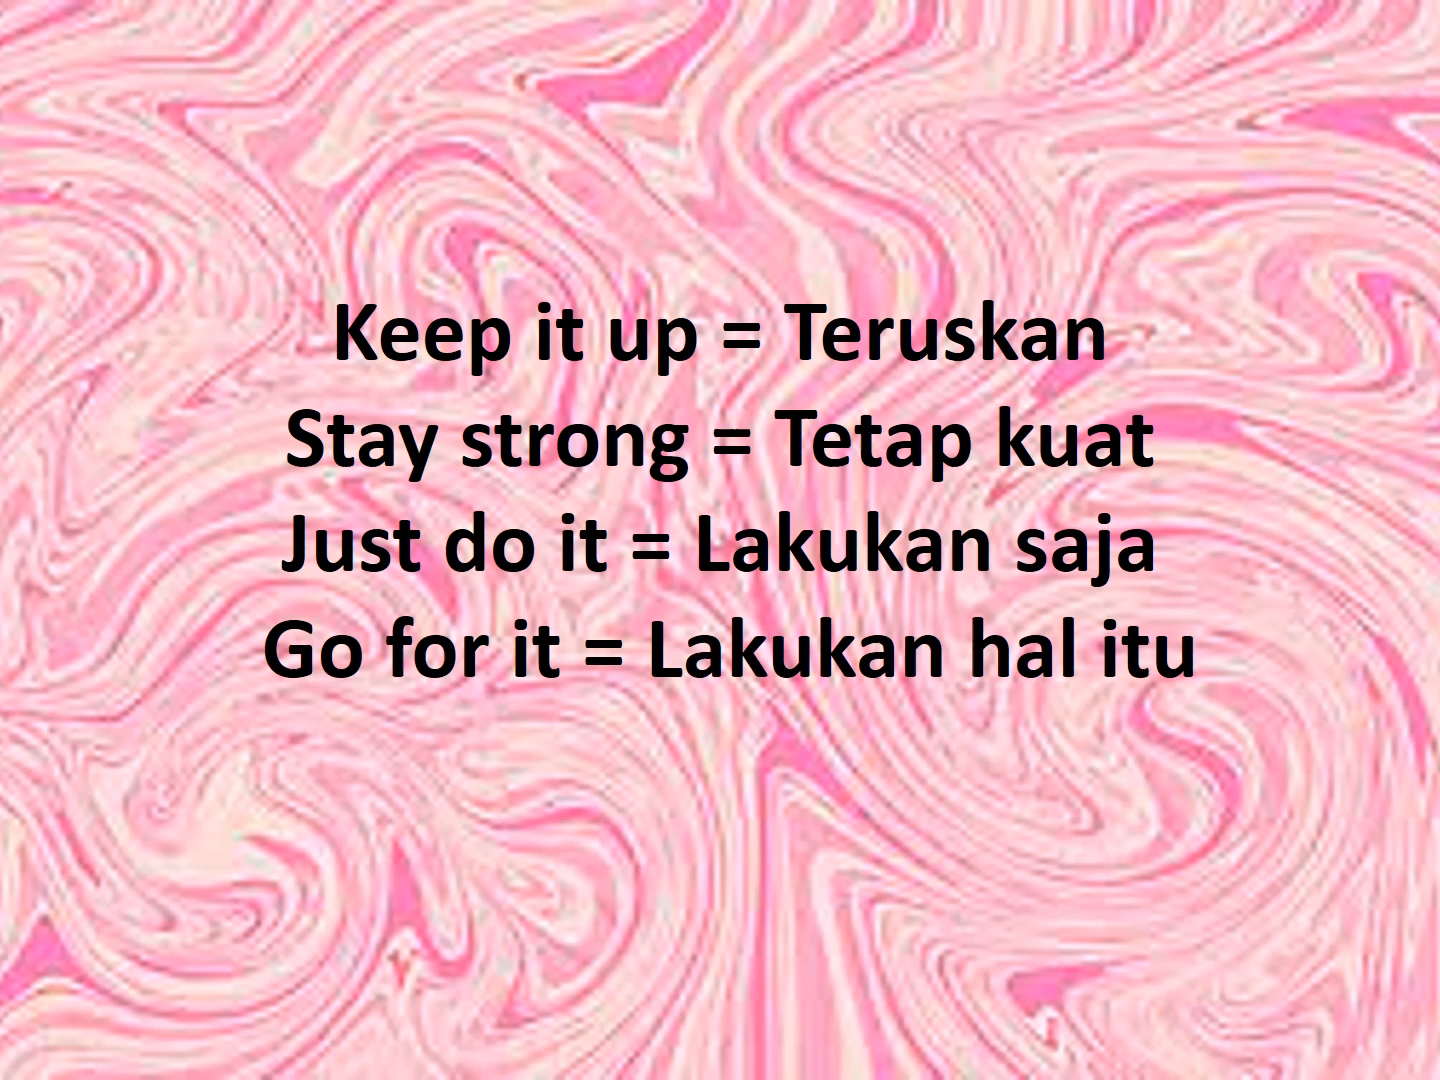 Keep it up = Teruskan
Stay strong = Tetap kuat
Just do it = Lakukan saja
Go for it = Lakukan hal itu